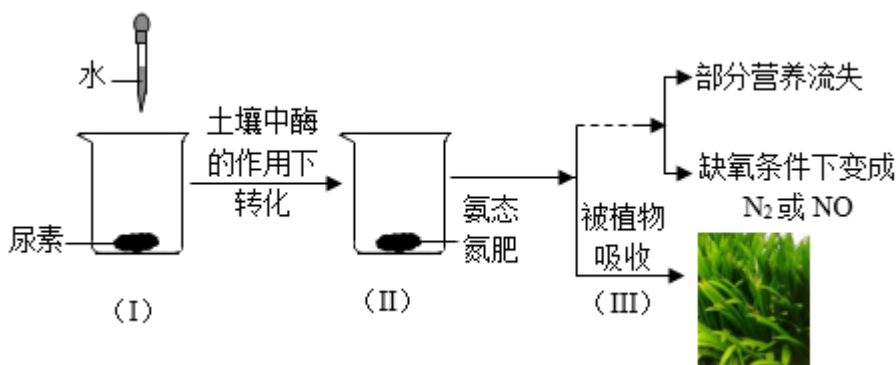 水
尿素
(I)
土壤中酶
的作用下
转化
(II)
氨态
氮肥
被植物
吸收
(III)
部分营养流失
缺氧条件下变成
N₂或 NO